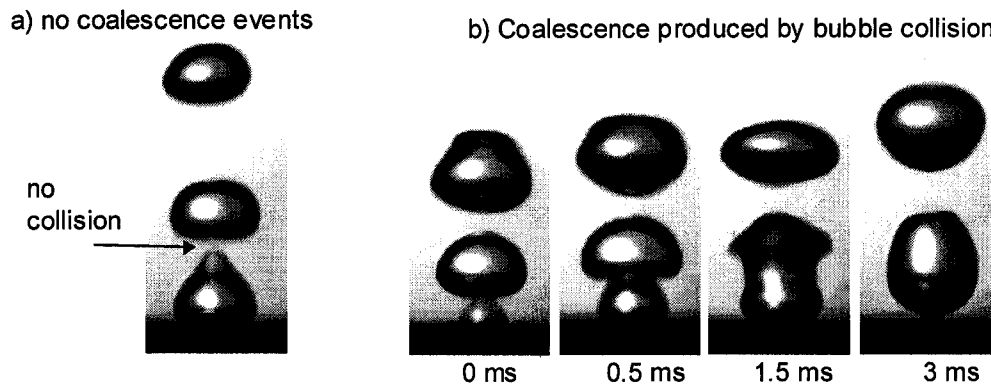 a) no coalescence events
b) Coalescence produced by bubble collision
no
collision
0 ms
0.5 ms
1.5 ms
3 ms